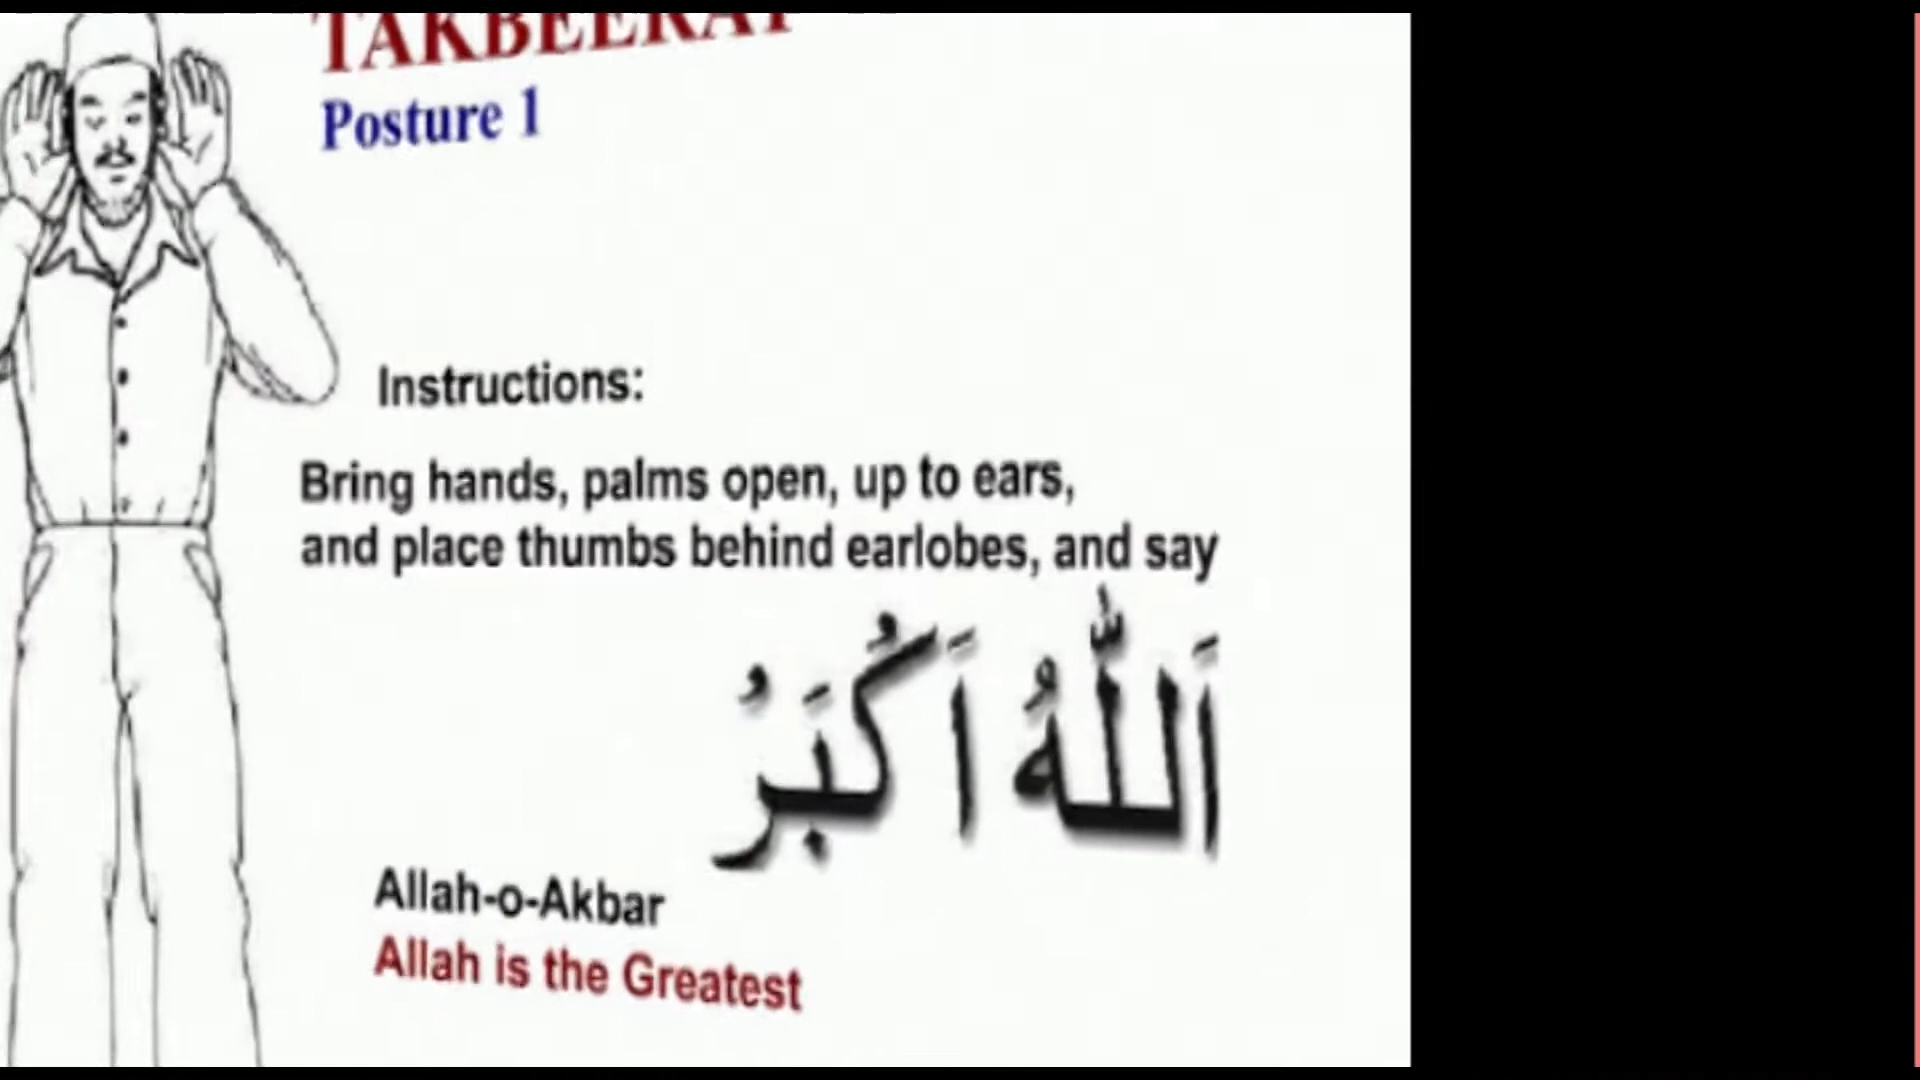 TAKBEERAT
Posture 1
Instructions:
Bring hands, palms open, up to ears,
and place thumbs behind earlobes, and say
اَللّٰهُ اَكْبَرُ
Allah-o-Akbar
Allah is the Greatest